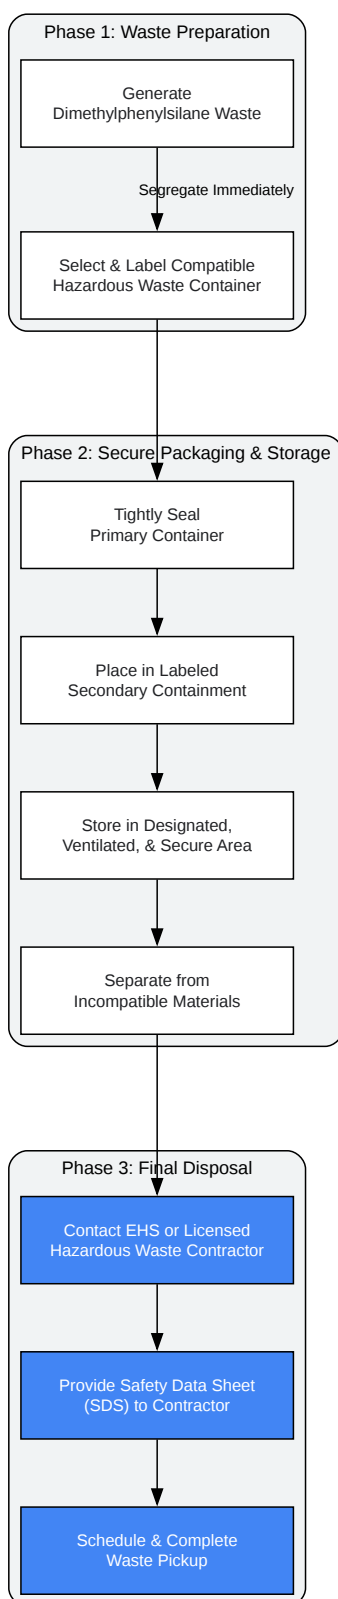 Phase 1: Waste Preparation
Generate
Dimethylphenylsilane Waste
Segregate Immediately
Select & Label Compatible
Hazardous Waste Container
Phase 2: Secure Packaging & Storage
Tightly Seal
Primary Container
Place in Labeled
Secondary Containment
Store in Designated,
Ventilated, & Secure Area
Separate from
Incompatible Materials
Phase 3: Final Disposal
Contact EHS or Licensed
Hazardous Waste Contractor
Provide Safety Data Sheet
(SDS) to Contractor
Schedule & Complete
Waste Pickup